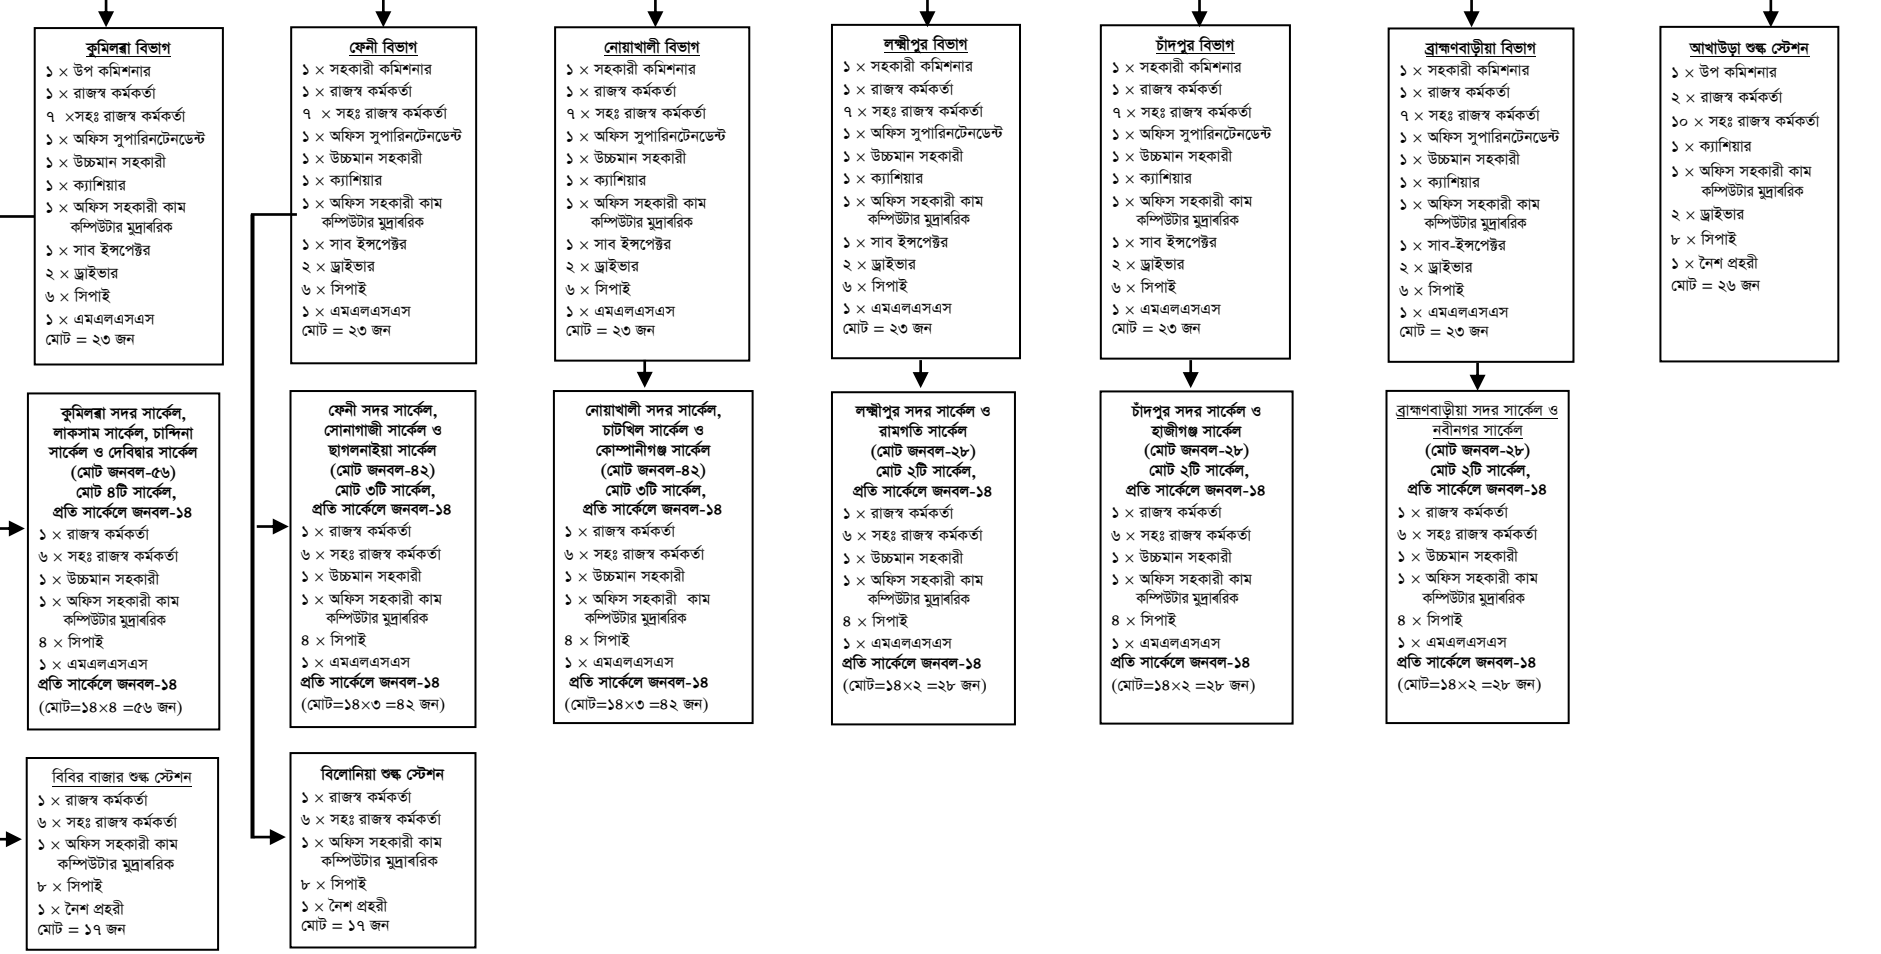 কুমিলৱা বিভাগ
১ × উপ কমিশনার
১ × রাজস্ব কর্মকর্তা
৭ ×সহঃ রাজস্ব কর্মকর্তা
১ × অফিস সুপারিনটেনডেন্ট
১ × উচ্চমান সহকারী
১ × ক্যাশিয়ার
১ × অফিস সহকারী কাম
কম্পিউটার মুদ্রাৰরিক
১ × সাব ইন্সপেক্টর
২ × ড্রাইভার
৬ × সিপাই
১ × এমএলএসএস
মোট = ২৩ জন
ফেনী বিভাগ
১ × সহকারী কমিশনার
১ × রাজস্ব কর্মকর্তা
৭ × সহঃ রাজস্ব কর্মকর্তা
১ × অফিস সুপারিনটেনডেন্ট
১ × উচ্চমান সহকারী
১ × ক্যাশিয়ার
১ × অফিস সহকারী কাম
কম্পিউটার মুদ্রাৰরিক
১ × সাব ইন্সপেক্টর
২ × ড্রাইভার
৬ × সিপাই
১ × এমএলএসএস
মোট = ২৩ জন
নোয়াখালী বিভাগ
১ × সহকারী কমিশনার
১ × রাজস্ব কর্মকর্তা
৭ × সহঃ রাজস্ব কর্মকর্তা
১ × অফিস সুপারিনটেনডেন্ট
১ × উচ্চমান সহকারী
১ × ক্যাশিয়ার
১ × অফিস সহকারী কাম
কম্পিউটার মুদ্রাৰরিক
১ × সাব ইন্সপেক্টর
২ × ড্রাইভার
৬ × সিপাই
১ × এমএলএসএস
মোট = ২৩ জন
লক্ষ্মীপুর বিভাগ
১ × সহকারী কমিশনার
১ × রাজস্ব কর্মকর্তা
৭ × সহঃ রাজস্ব কর্মকর্তা
১ × অফিস সুপারিনটেনডেন্ট
১ × উচ্চমান সহকারী
১ × ক্যাশিয়ার
১ × অফিস সহকারী কাম
কম্পিউটার মুদ্রাৰরিক
১ × সাব ইন্সপেক্টর
২ × ড্রাইভার
৬ × সিপাই
১ × এমএলএসএস
মোট = ২৩ জন
চাঁদপুর বিভাগ
১ × সহকারী কমিশনার
১ × রাজস্ব কর্মকর্তা
৭ × সহঃ রাজস্ব কর্মকর্তা
১ × অফিস সুপারিনটেনডেন্ট
১ × উচ্চমান সহকারী
১ × ক্যাশিয়ার
১ × অফিস সহকারী কাম
কম্পিউটার মুদ্রাৰরিক
১ × সাব ইন্সপেক্টর
২ × ড্রাইভার
৬ × সিপাই
১ × এমএলএসএস
মোট = ২৩ জন
ব্রাহ্মণবাড়ীয়া বিভাগ
১ × সহকারী কমিশনার
১ × রাজস্ব কর্মকর্তা
৭ × সহঃ রাজস্ব কর্মকর্তা
১ × অফিস সুপারিনটেনডেন্ট
১ × উচ্চমান সহকারী
১ × ক্যাশিয়ার
১ × অফিস সহকারী কাম
কম্পিউটার মুদ্রাৰরিক
১ × সাব-ইন্সপেক্টর
২ × ড্রাইভার
৬ × সিপাই
১ × এমএলএসএস
মোট = ২৩ জন
আখাউড়া শুল্ক স্টেশন
১ × উপ কমিশনার
২ × রাজস্ব কর্মকর্তা
১০ × সহঃ রাজস্ব কর্মকর্তা
১ × ক্যাশিয়ার
১ × অফিস সহকারী কাম
কম্পিউটার মুদ্রাৰরিক
২ × ড্রাইভার
৮ × সিপাই
১ × নৈশ প্রহরী
মোট = ২৬ জন
কুমিলৱা সদর সার্কেল,
লাকসাম সার্কেল, চান্দিনা
সার্কেল ও দেবিদ্বার সার্কেল
(মোট জনবল-৫৬)
মোট ৪টি সার্কেল,
প্রতি সার্কেলে জনবল-১৪
১ × রাজস্ব কর্মকর্তা
৬ × সহঃ রাজস্ব কর্মকর্তা
১ × উচ্চমান সহকারী
১ × অফিস সহকারী কাম
কম্পিউটার মুদ্রাৰরিক
৪ × সিপাই
১ × এমএলএসএস
প্রতি সার্কেলে জনবল-১৪
(মোট=১৪×৪ =৫৬ জন)
ফেনী সদর সার্কেল,
সোনাগাজী সার্কেল ও
ছাগলনাইয়া সার্কেল
(মোট জনবল-৪২)
মোট ৩টি সার্কেল,
প্রতি সার্কেলে জনবল-১৪
১ × রাজস্ব কর্মকর্তা
৬ × সহঃ রাজস্ব কর্মকর্তা
১ × উচ্চমান সহকারী
১ × অফিস সহকারী কাম
কম্পিউটার মুদ্রাৰরিক
৪ × সিপাই
১ × এমএলএসএস
প্রতি সার্কেলে জনবল-১৪
(মোট=১৪×৩ =৪২ জন)
নোয়াখালী সদর সার্কেল,
চাটখিল সার্কেল ও
কোম্পানীগঞ্জ সার্কেল
(মোট জনবল-৪২)
মোট ৩টি সার্কেল,
প্রতি সার্কেলে জনবল-১৪
১ × রাজস্ব কর্মকর্তা
৬ × সহঃ রাজস্ব কর্মকর্তা
১ × উচ্চমান সহকারী
১ × অফিস সহকারী কাম
কম্পিউটার মুদ্রাৰরিক
৪ × সিপাই
১ × এমএলএসএস
প্রতি সার্কেলে জনবল-১৪
(মোট=১৪×৩ =৪২ জন)
লক্ষ্মীপুর সদর সার্কেল ও
রামগতি সার্কেল
(মোট জনবল-২৮)
মোট ২টি সার্কেল,
প্রতি সার্কেলে জনবল-১৪
১ × রাজস্ব কর্মকর্তা
৬ × সহঃ রাজস্ব কর্মকর্তা
১ × উচ্চমান সহকারী
১ × অফিস সহকারী কাম
কম্পিউটার মুদ্রাৰরিক
৪ × সিপাই
১ × এমএলএসএস
প্রতি সার্কেলে জনবল-১৪
(মোট=১৪×২ =২৮ জন)
চাঁদপুর সদর সার্কেল ও
হাজীগঞ্জ সার্কেল
(মোট জনবল-২৮)
মোট ২টি সার্কেল,
প্রতি সার্কেলে জনবল-১৪
১ × রাজস্ব কর্মকর্তা
৬ × সহঃ রাজস্ব কর্মকর্তা
১ × উচ্চমান সহকারী
১ × অফিস সহকারী কাম
কম্পিউটার মুদ্রাৰরিক
৪ × সিপাই
১ × এমএলএসএস
প্রতি সার্কেলে জনবল-১৪
(মোট=১৪×২ =২৮ জন)
ব্রাহ্মণবাড়ীয়া সদর সার্কেল ও
নবীনগর সার্কেল
(মোট জনবল-২৮)
মোট ২টি সার্কেল,
প্রতি সার্কেলে জনবল-১৪
১ × রাজস্ব কর্মকর্তা
৬ × সহঃ রাজস্ব কর্মকর্তা
১ × উচ্চমান সহকারী
১ × অফিস সহকারী কাম
কম্পিউটার মুদ্রাৰরিক
৪ × সিপাই
১ × এমএলএসএস
প্রতি সার্কেলে জনবল-১৪
(মোট=১৪×২ =২৮ জন)
বিবির বাজার শুল্ক স্টেশন
১ × রাজস্ব কর্মকর্তা
৬ × সহঃ রাজস্ব কর্মকর্তা
১ × অফিস সহকারী কাম
কম্পিউটার মুদ্রাৰরিক
৮ × সিপাই
১ × নৈশ প্রহরী
মোট = ১৭ জন
বিলোনিয়া শুল্ক স্টেশন
১ × রাজস্ব কর্মকর্তা
৬ × সহঃ রাজস্ব কর্মকর্তা
১ × অফিস সহকারী কাম
কম্পিউটার মুদ্রাৰরিক
৮ × সিপাই
১ × নৈশ প্রহরী
মোট = ১৭ জন